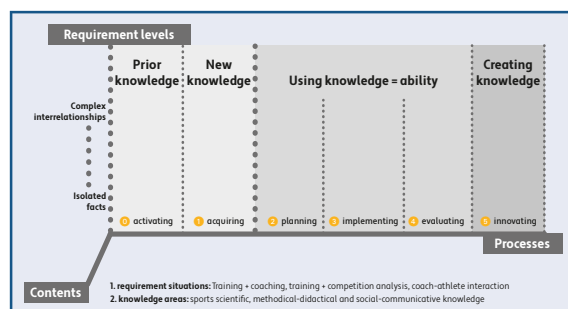 Requirement levels
Prior
knowledge
New
knowledge
Using knowledge = ability
Creating
knowledge
Complex
interrelationships
Isolated
facts
0 activating
1 acquiring
2 planning
3 implementing
4 evaluating
5 innovating
Processes
Contents
1. requirement situations: Training + coaching, training + competition analysis, coach-athlete interaction
2. knowledge areas: sports scientific, methodical-didactical and social-communicative knowledge